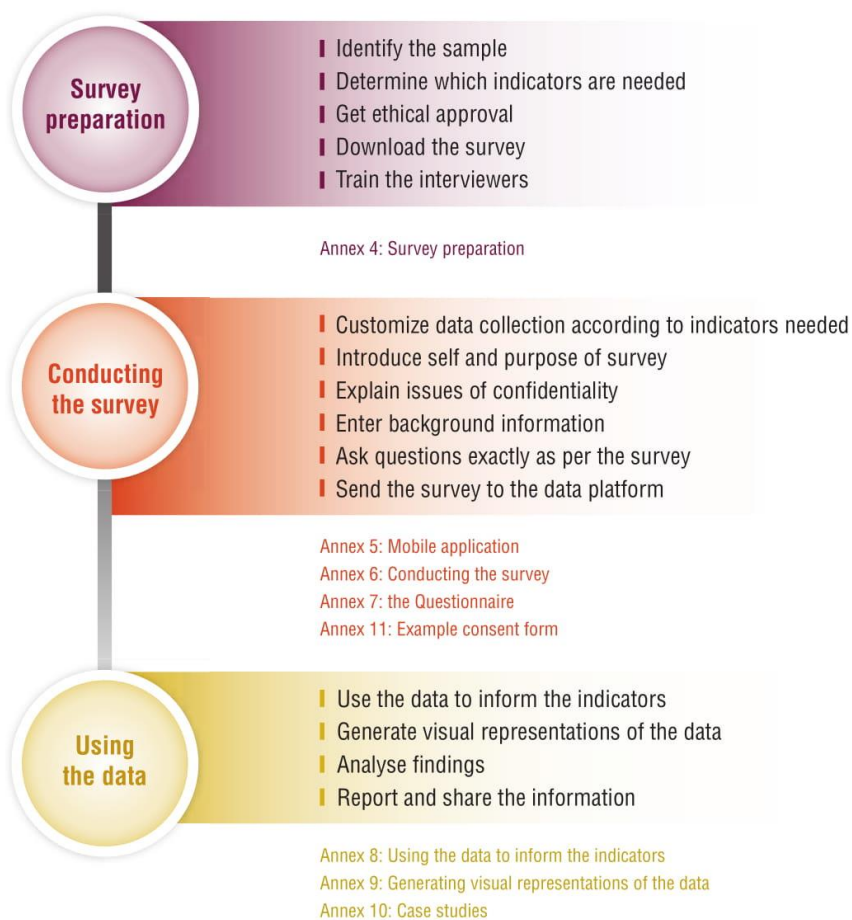 Survey
preparation
Identify the sample
Determine which indicators are needed
Get ethical approval
Download the survey
Train the interviewers
Annex 4: Survey preparation
Conducting
the survey
Customize data collection according to indicators needed
Introduce self and purpose of survey
Explain issues of confidentiality
Enter background information
Ask questions exactly as per the survey
Send the survey to the data platform
Annex 5: Mobile application
Annex 6: Conducting the survey
Annex 7: the Questionnaire
Annex 11: Example consent form
Using
the data
Use the data to inform the indicators
Generate visual representations of the data
Analyse findings
Report and share the information
Annex 8: Using the data to inform the indicators
Annex 9: Generating visual representations of the data
Annex 10: Case studies